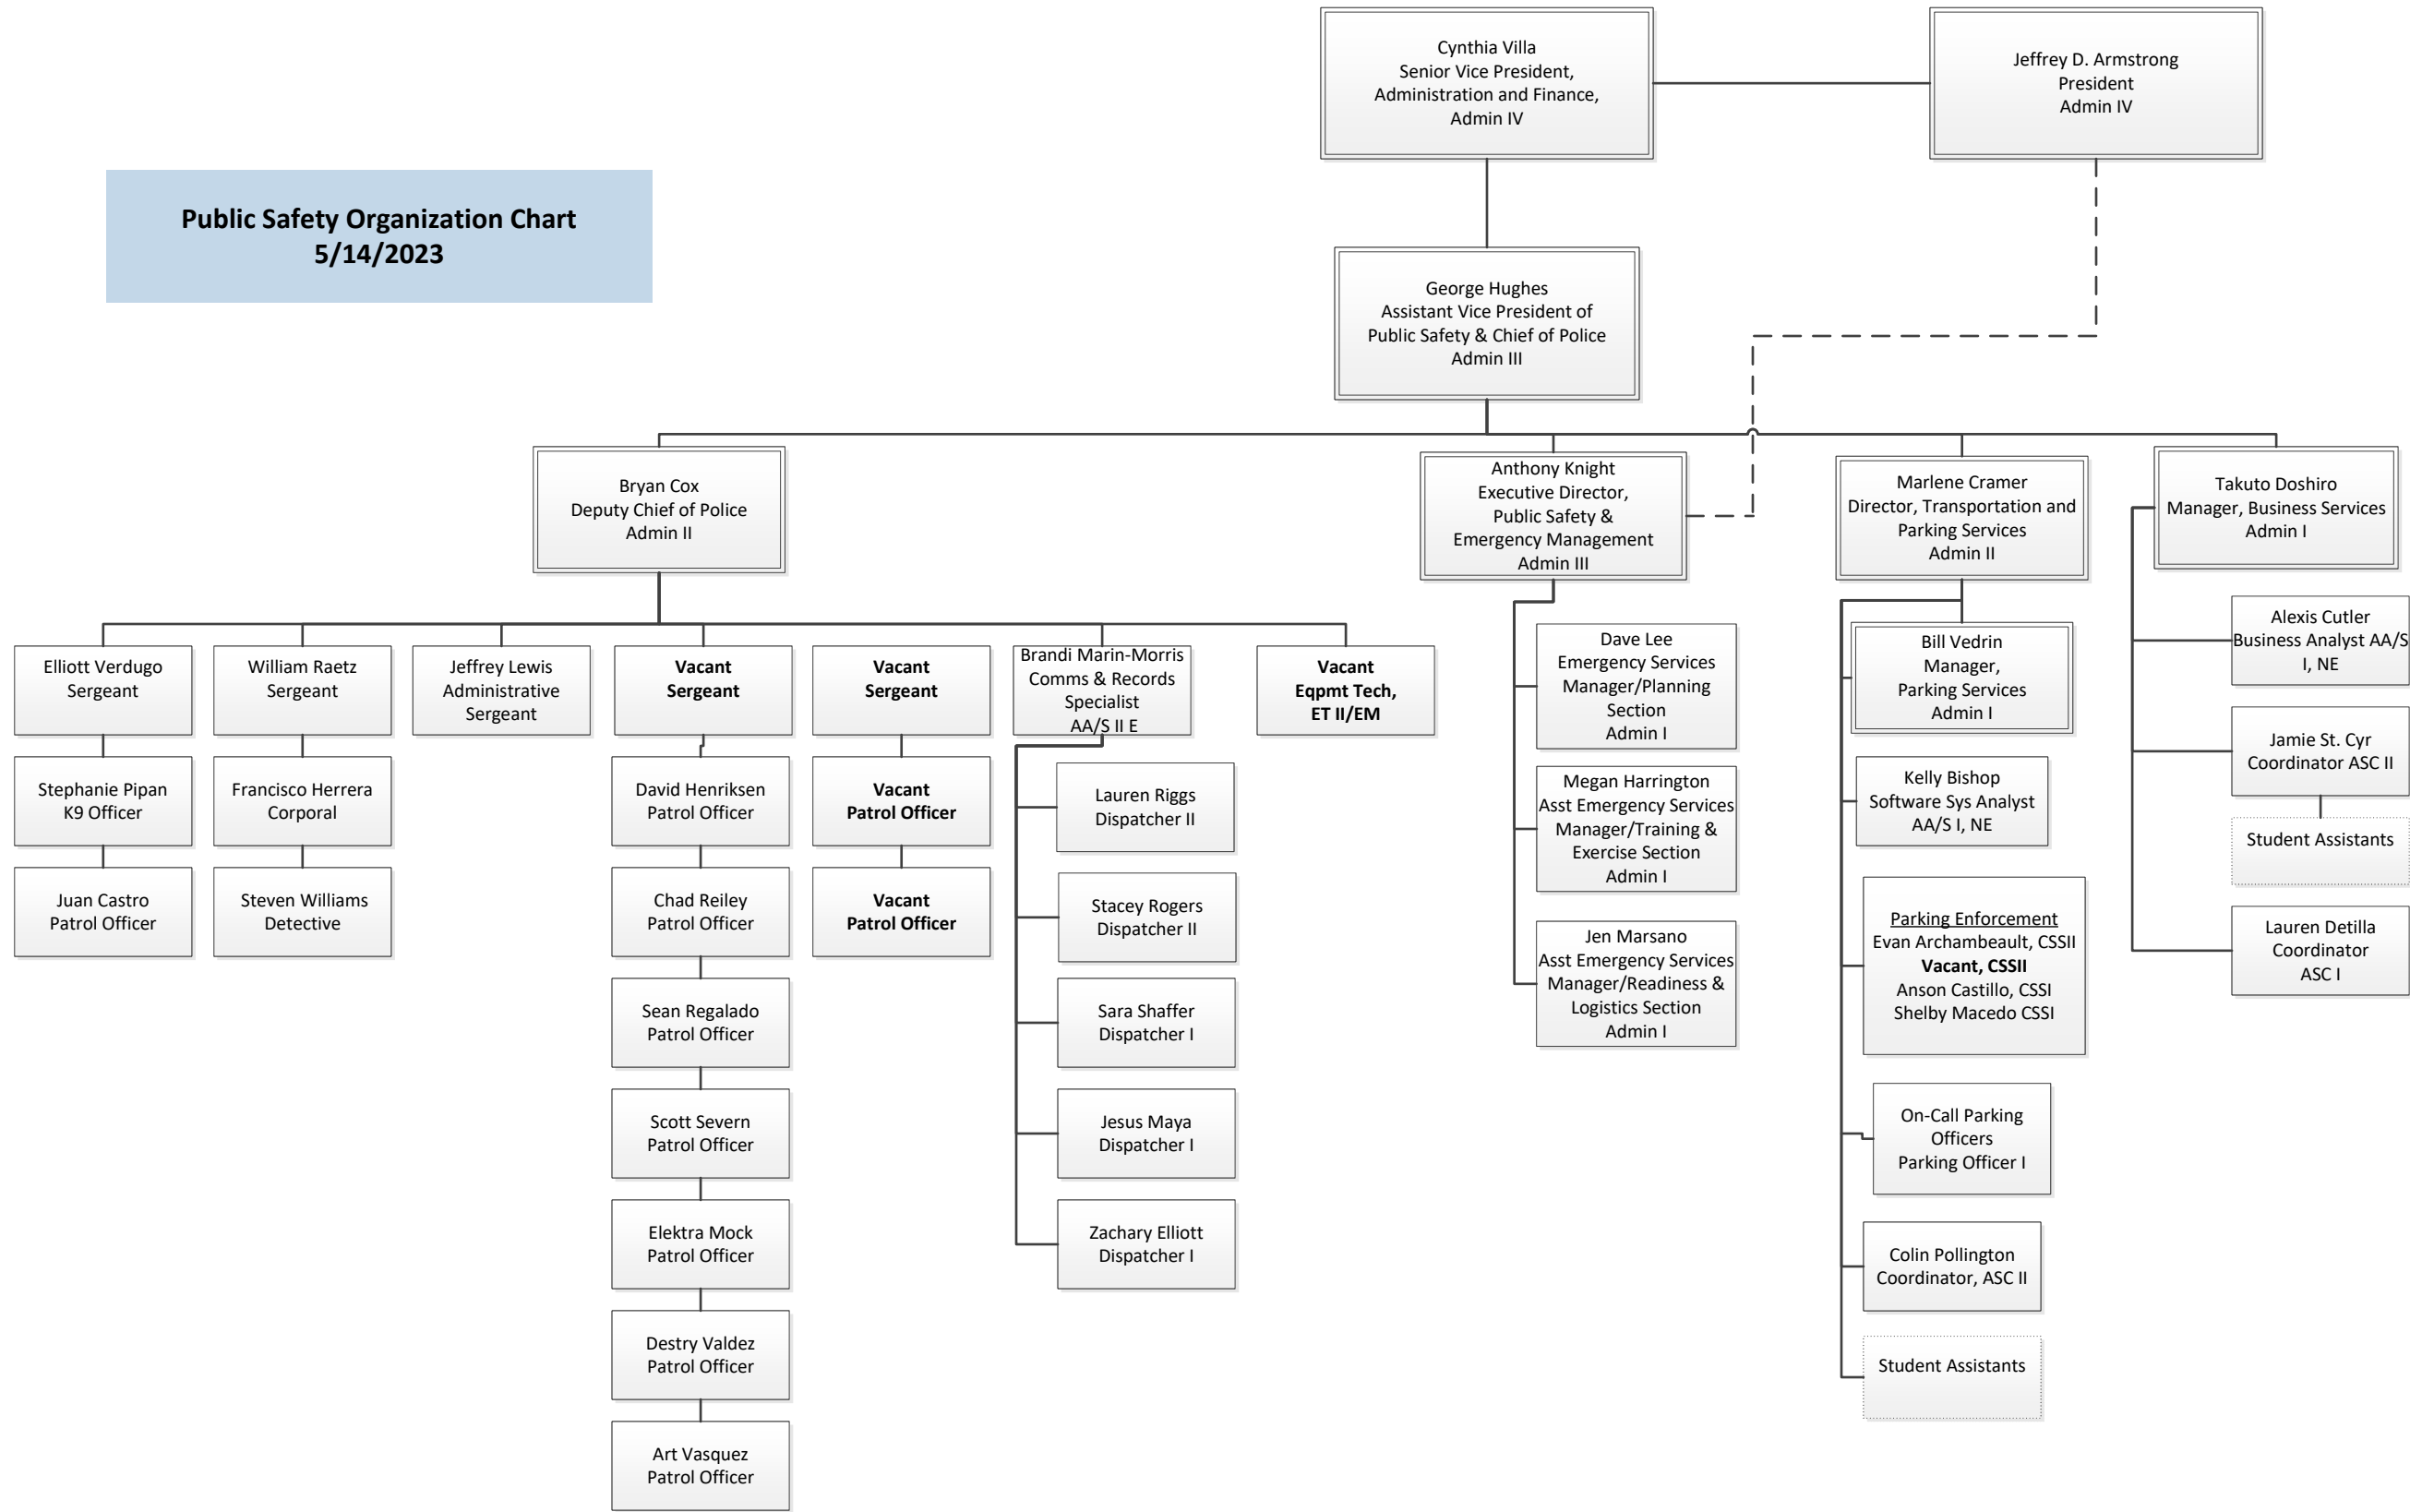 Cynthia Villa
Senior Vice President,
Administration and Finance,
Admin IV
Jeffrey D. Armstrong
President
Admin IV
Public Safety Organization Chart
5/14/2023
George Hughes
Assistant Vice President of
Public Safety & Chief of Police
Admin III
Bryan Cox
Deputy Chief of Police
Admin II
Anthony Knight
Executive Director,
Public Safety &
Emergency Management
Admin III
Marlene Cramer
Director, Transportation and
Parking Services
Admin II
Takuto Doshiro
Manager, Business Services
Admin I
Elliott Verdugo
Sergeant
Stephanie Pipan
K9 Officer
Juan Castro
Patrol Officer
William Raetz
Sergeant
Francisco Herrera
Corporal
Steven Williams
Detective
Jeffrey Lewis
Administrative
Sergeant
Vacant
Sergeant
David Henriksen
Patrol Officer
Chad Reiley
Patrol Officer
Sean Regalado
Patrol Officer
Scott Severn
Patrol Officer
Elektra Mock
Patrol Officer
Destry Valdez
Patrol Officer
Art Vasquez
Patrol Officer
Vacant
Sergeant
Vacant
Patrol Officer
Vacant
Patrol Officer
Brandi Marin-Morris
Comms & Records
Specialist
AA/S II E
Lauren Riggs
Dispatcher II
Stacey Rogers
Dispatcher II
Sara Shaffer
Dispatcher I
Jesus Maya
Dispatcher I
Zachary Elliott
Dispatcher I
Vacant
Eqpmt Tech,
ET II/EM
Dave Lee
Emergency Services
Manager/Planning
Section
Admin I
Megan Harrington
Asst Emergency Services
Manager/Training &
Exercise Section
Admin I
Jen Marsano
Asst Emergency Services
Manager/Readiness &
Logistics Section
Admin I
Bill Vedrin
Manager,
Parking Services
Admin I
Kelly Bishop
Software Sys Analyst
AA/S I, NE
Parking Enforcement
Evan Archambeault, CSSII
Vacant, CSSII
Anson Castillo, CSSI
Shelby Macedo CSSI
On-Call Parking
Officers
Parking Officer I
Colin Pollington
Coordinator, ASC II
Student Assistants
Alexis Cutler
Business Analyst AA/S
I, NE
Jamie St. Cyr
Coordinator ASC II
Student Assistants
Lauren Detilla
Coordinator
ASC I